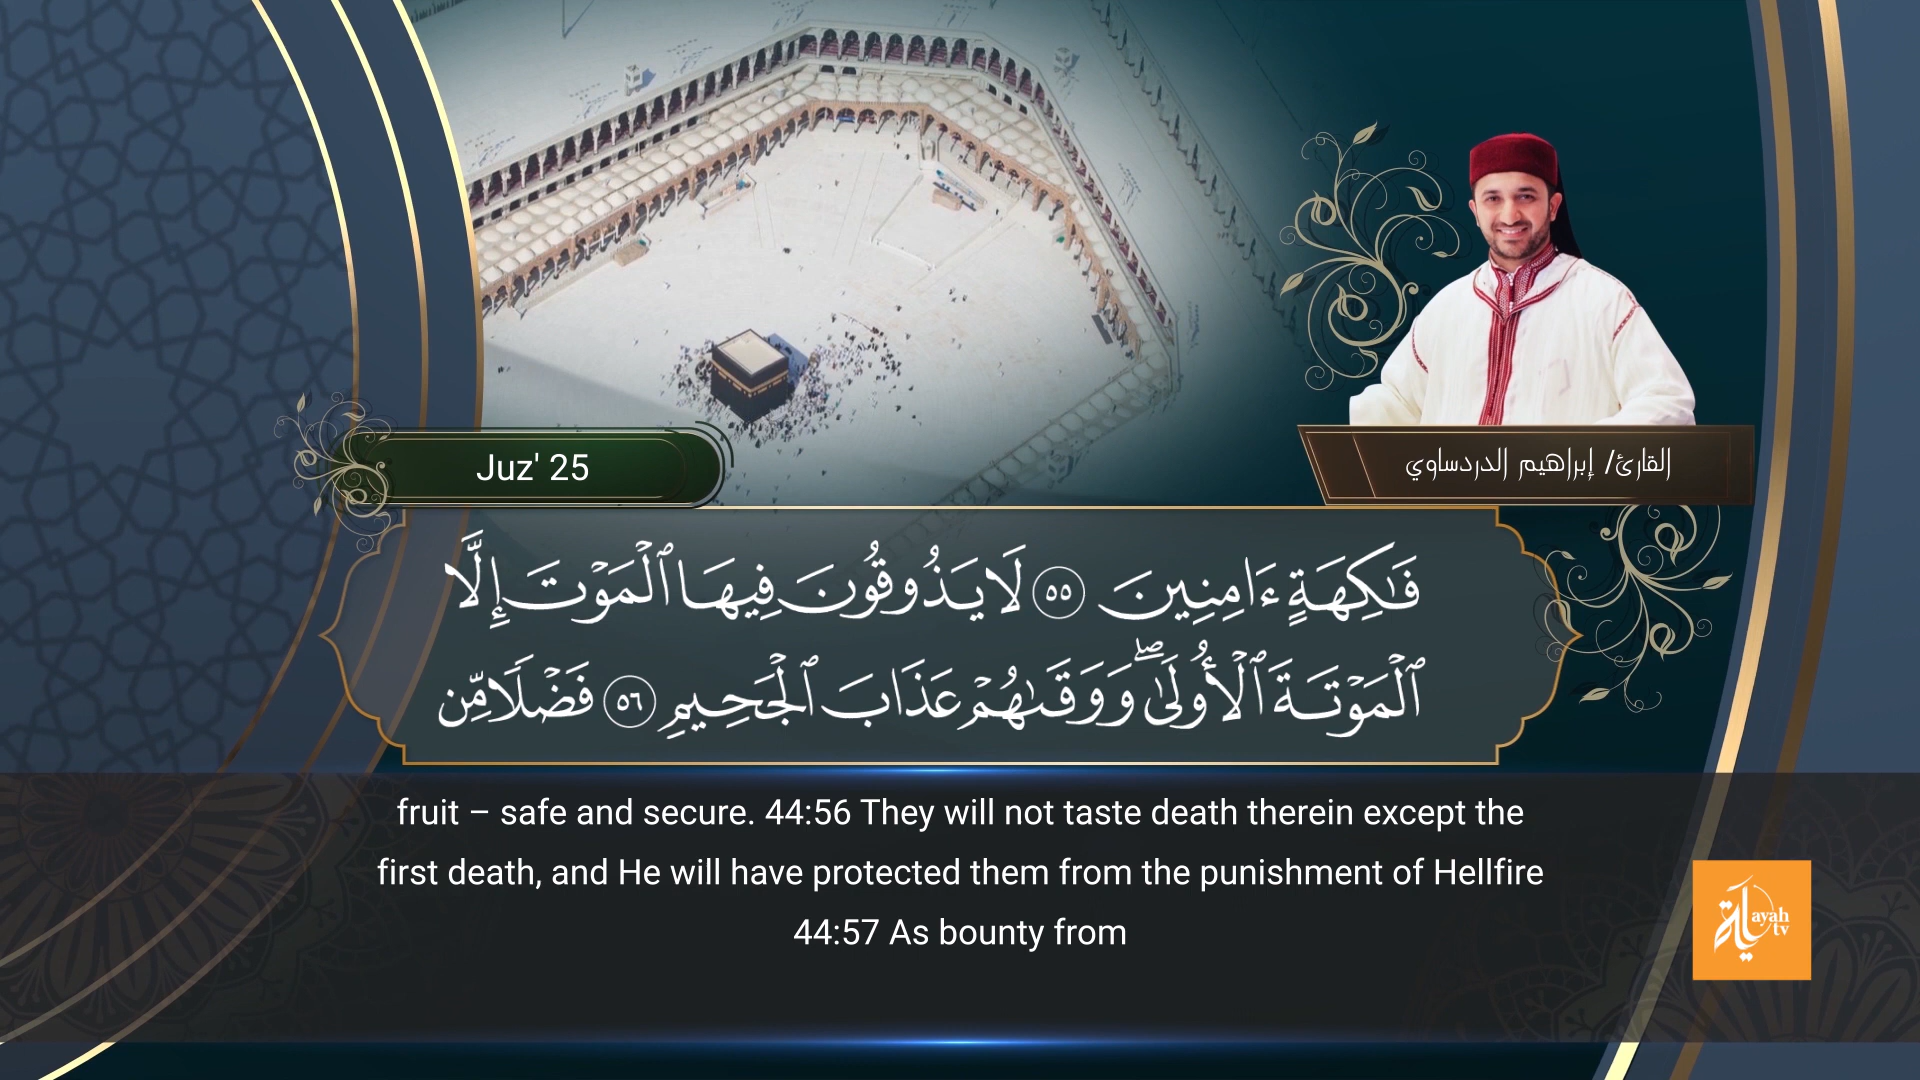 Juz' 25
القارئ/ إبراهيم الدردساوي
فَٰكِهَةٍ ءَامِنِينَ ٥٥ لَا يَذُوقُونَ فِيهَا ٱلْمَوْتَ إِلَّا
ٱلْمَوْتَةَ ٱلْأُولَىٰ ۖ وَوَقَىٰهُمْ عَذَابَ ٱلْجَحِيمِ ٥٦ فَضْلًا مِّن
fruit – safe and secure. 44:56 They will not taste death therein except the
first death, and He will have protected them from the punishment of Hellfire
44:57 As bounty from
آية
ayah
tv